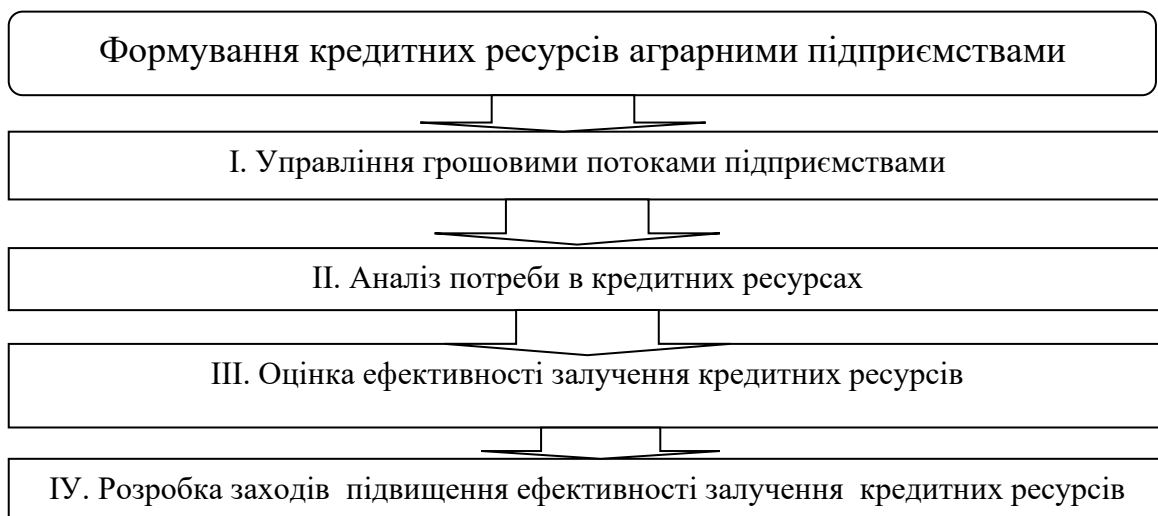 Формування кредитних ресурсів аграрними підприємствами
І. Управління грошовими потоками підприємствами
ІІ. Аналіз потреби в кредитних ресурсах
ІІІ. Оцінка ефективності залучення кредитних ресурсів
ІУ. Розробка заходів підвищення ефективності залучення кредитних ресурсів